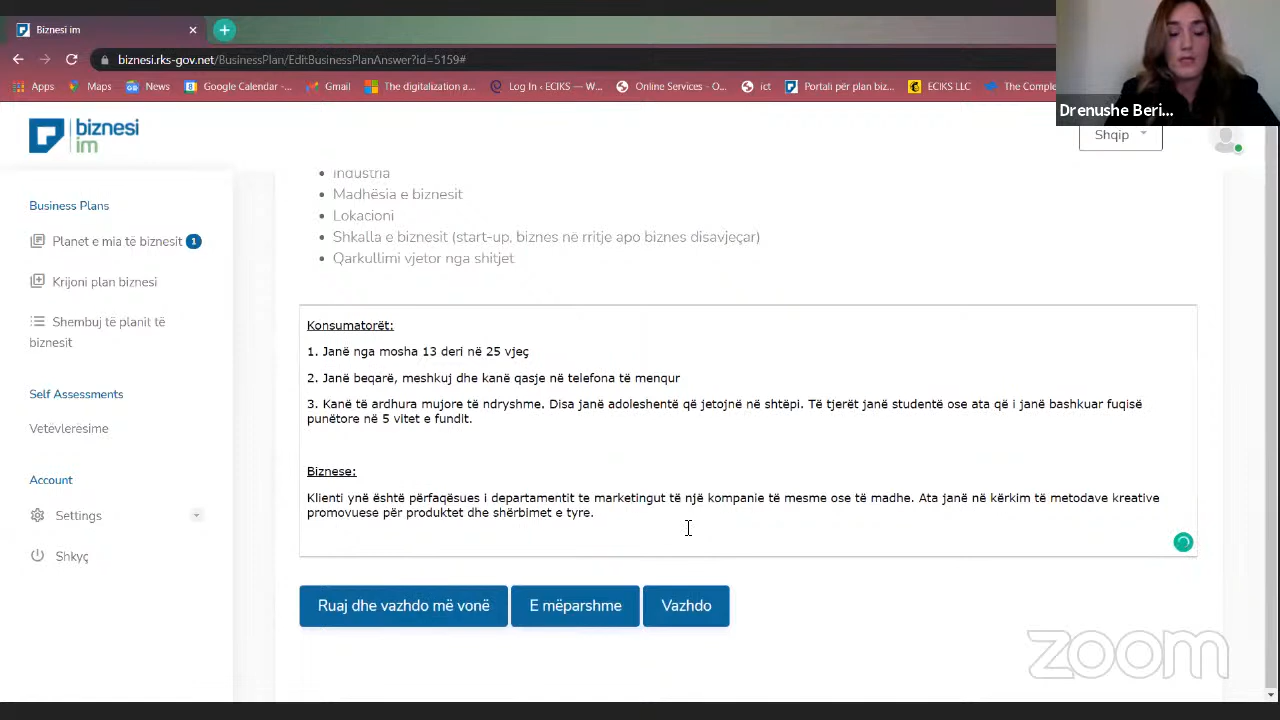 Biznesi im
biznesi.rks-gov.net/BusinessPlan/EditBusinessPlanAnswer?id=5159#
Apps
Maps
News
Google Calendar -...
Gmail
The digitalization a...
Log In ‹ ECIKS — W...
Online Services - O...
ict
Portali për plan biz...
ECIKS LLC
The Comple
Drenushe Beri...
biznesi
im
Shqip
Business Plans
Planet e mia të biznesit 1
Krijoni plan biznesi
Shembuj të planit të
biznesit
Self Assessments
Vetëvlerësime
Account
Settings
Shkyç
Industria
Madhësia e biznesit
Lokacioni
Shkalla e biznesit (start-up, biznes në rritje apo biznes disavjeçar)
Qarkullimi vjetor nga shitjet
Konsumatorët:
1. Janë nga mosha 13 deri në 25 vjeç
2. Janë beqarë, meshkuj dhe kanë qasje në telefona të menqur
3. Kanë të ardhura mujore të ndryshme. Disa janë adoleshentë që jetojnë në shtëpi. Të tjerët janë studentë ose ata që i janë bashkuar fuqisë
punëtore në 5 vitet e fundit.
Biznese:
Klienti ynë është përfaqësues i departamentit te marketingut të një kompanie të mesme ose të madhe. Ata janë në kërkim të metodave kreative
promovuese për produktet dhe shërbimet e tyre.
Ruaj dhe vazhdo më vonë
E mëparshme
Vazhdo
zoom